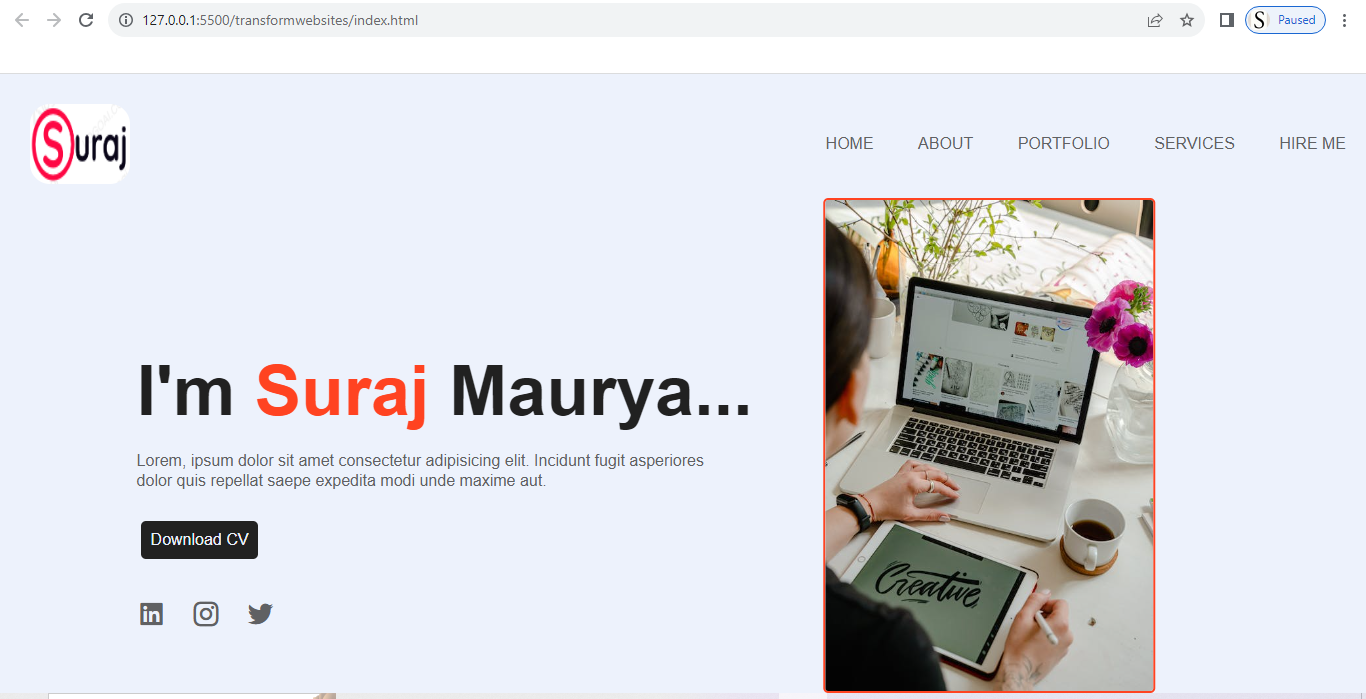 127.0.0.1:5500/transformwebsites/index.html
S Paused
Suraj
HOME ABOUT PORTFOLIO SERVICES HIRE ME
I'm Suraj Maurya...
Lorem, ipsum dolor sit amet consectetur adipisicing elit. Incidunt fugit asperiores
dolor quis repellat saepe expedita modi unde maxime aut.
Download CV
in
Creative